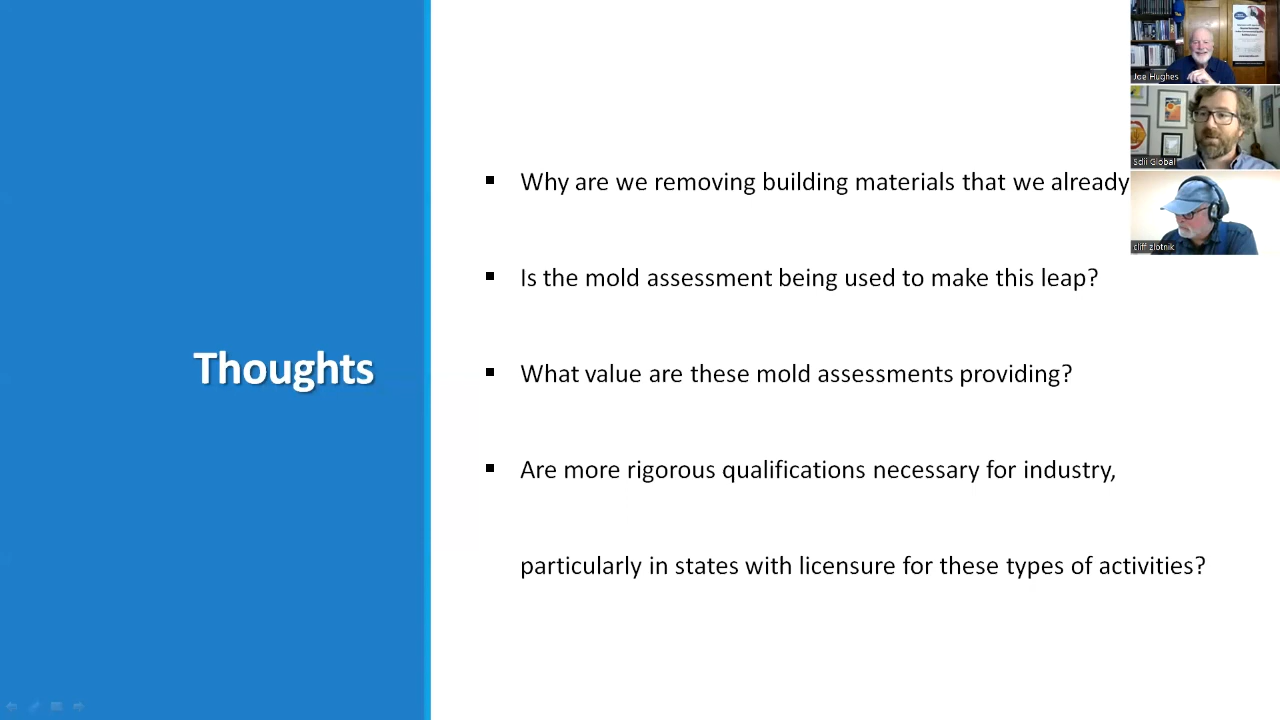 Thoughts
▪ Why are we removing building materials that we already
▪ Is the mold assessment being used to make this leap?
▪ What value are these mold assessments providing?
▪ Are more rigorous qualifications necessary for industry,
particularly in states with licensure for these types of activities?
Joe Hughes
Sdii Global
cliff zlotnik